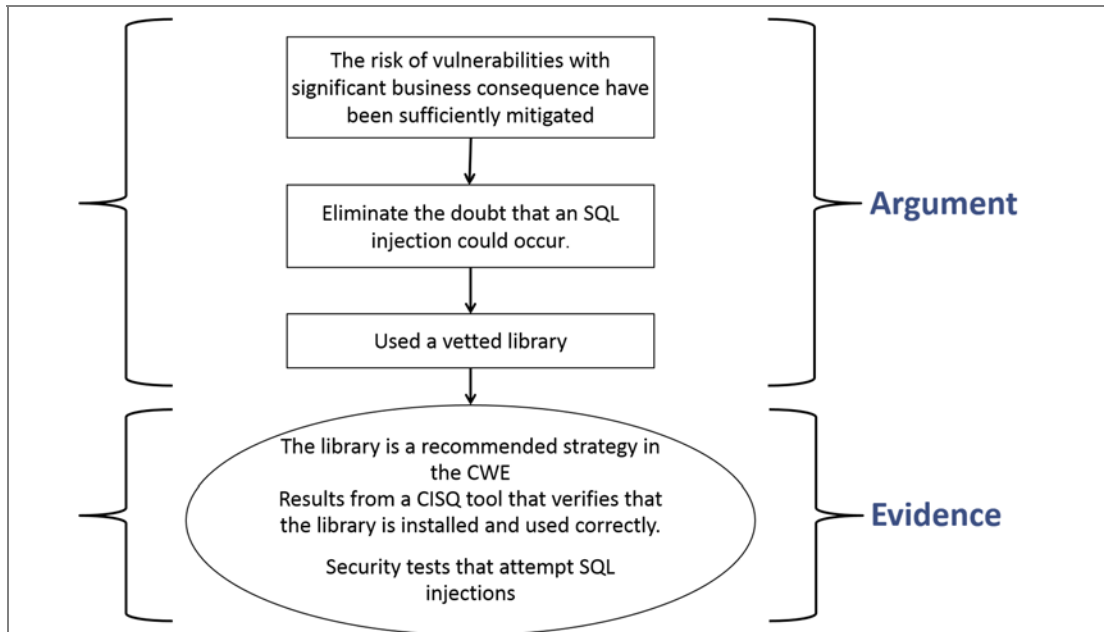 The risk of vulnerabilities with
significant business consequence have
been sufficiently mitigated
Eliminate the doubt that an SQL
injection could occur.
Argument
Used a vetted library
The library is a recommended strategy in
the CWE
Results from a CISQ tool that verifies that
the library is installed and used correctly.
Evidence
Security tests that attempt SQL
injections